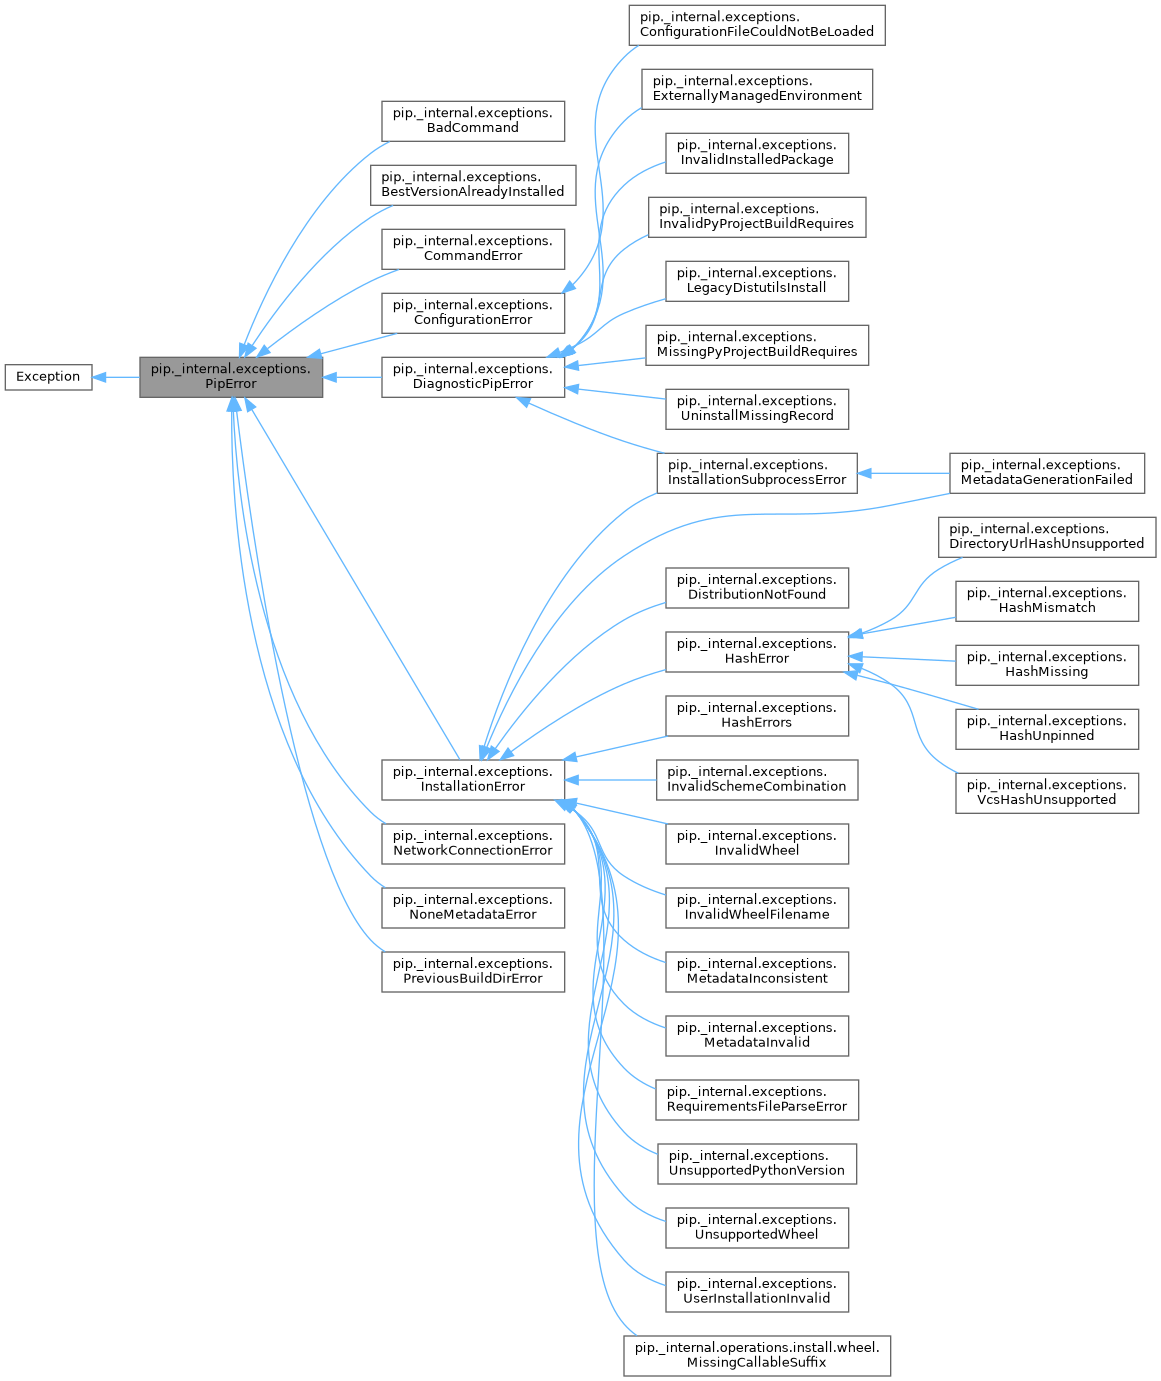 Exception
pip._internal.exceptions.
PipError
pip._internal.exceptions.
BadCommand
pip._internal.exceptions.
BestVersionAlreadyInstalled
pip._internal.exceptions.
CommandError
pip._internal.exceptions.
ConfigurationError
pip._internal.exceptions.
DiagnosticPipError
pip._internal.exceptions.
InstallationError
pip._internal.exceptions.
NetworkConnectionError
pip._internal.exceptions.
NoneMetadataError
pip._internal.exceptions.
PreviousBuildDirError
pip._internal.exceptions.
ConfigurationFileCouldNotBeLoaded
pip._internal.exceptions.
ExternallyManagedEnvironment
pip._internal.exceptions.
InvalidInstalledPackage
pip._internal.exceptions.
InvalidPyProjectBuildRequires
pip._internal.exceptions.
LegacyDistutilsInstall
pip._internal.exceptions.
MissingPyProjectBuildRequires
pip._internal.exceptions.
UninstallMissingRecord
pip._internal.exceptions.
InstallationSubprocessError
pip._internal.exceptions.
DistributionNotFound
pip._internal.exceptions.
HashError
pip._internal.exceptions.
HashErrors
pip._internal.exceptions.
InvalidSchemeCombination
pip._internal.exceptions.
InvalidWheel
pip._internal.exceptions.
InvalidWheelFilename
pip._internal.exceptions.
MetadataInconsistent
pip._internal.exceptions.
MetadataInvalid
pip._internal.exceptions.
RequirementsFileParseError
pip._internal.exceptions.
UnsupportedPythonVersion
pip._internal.exceptions.
UnsupportedWheel
pip._internal.exceptions.
UserInstallationInvalid
pip._internal.operations.install.wheel.
MissingCallableSuffix
pip._internal.exceptions.
MetadataGenerationFailed
pip._internal.exceptions.
DirectoryUrlHashUnsupported
pip._internal.exceptions.
HashMismatch
pip._internal.exceptions.
HashMissing
pip._internal.exceptions.
HashUnpinned
pip._internal.exceptions.
VcsHashUnsupported